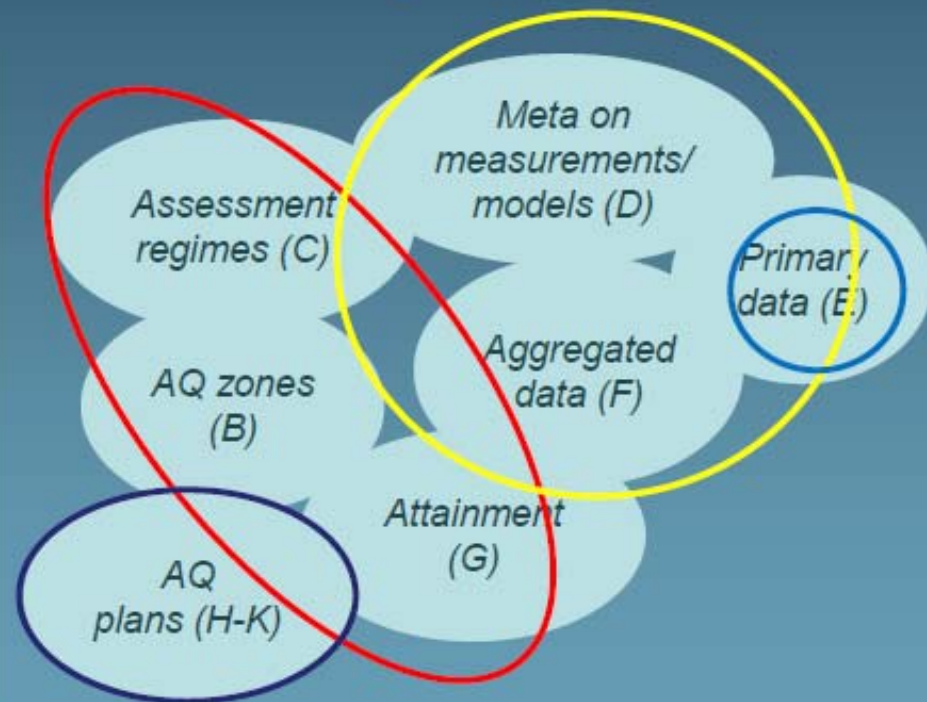 Meta on
measurements/
models (D)
Assessment
regimes (C)
Primary
data (E)
Aggregated
data (F)
AQ zones
(B)
Attainment
(G)
AQ
plans (H-K)